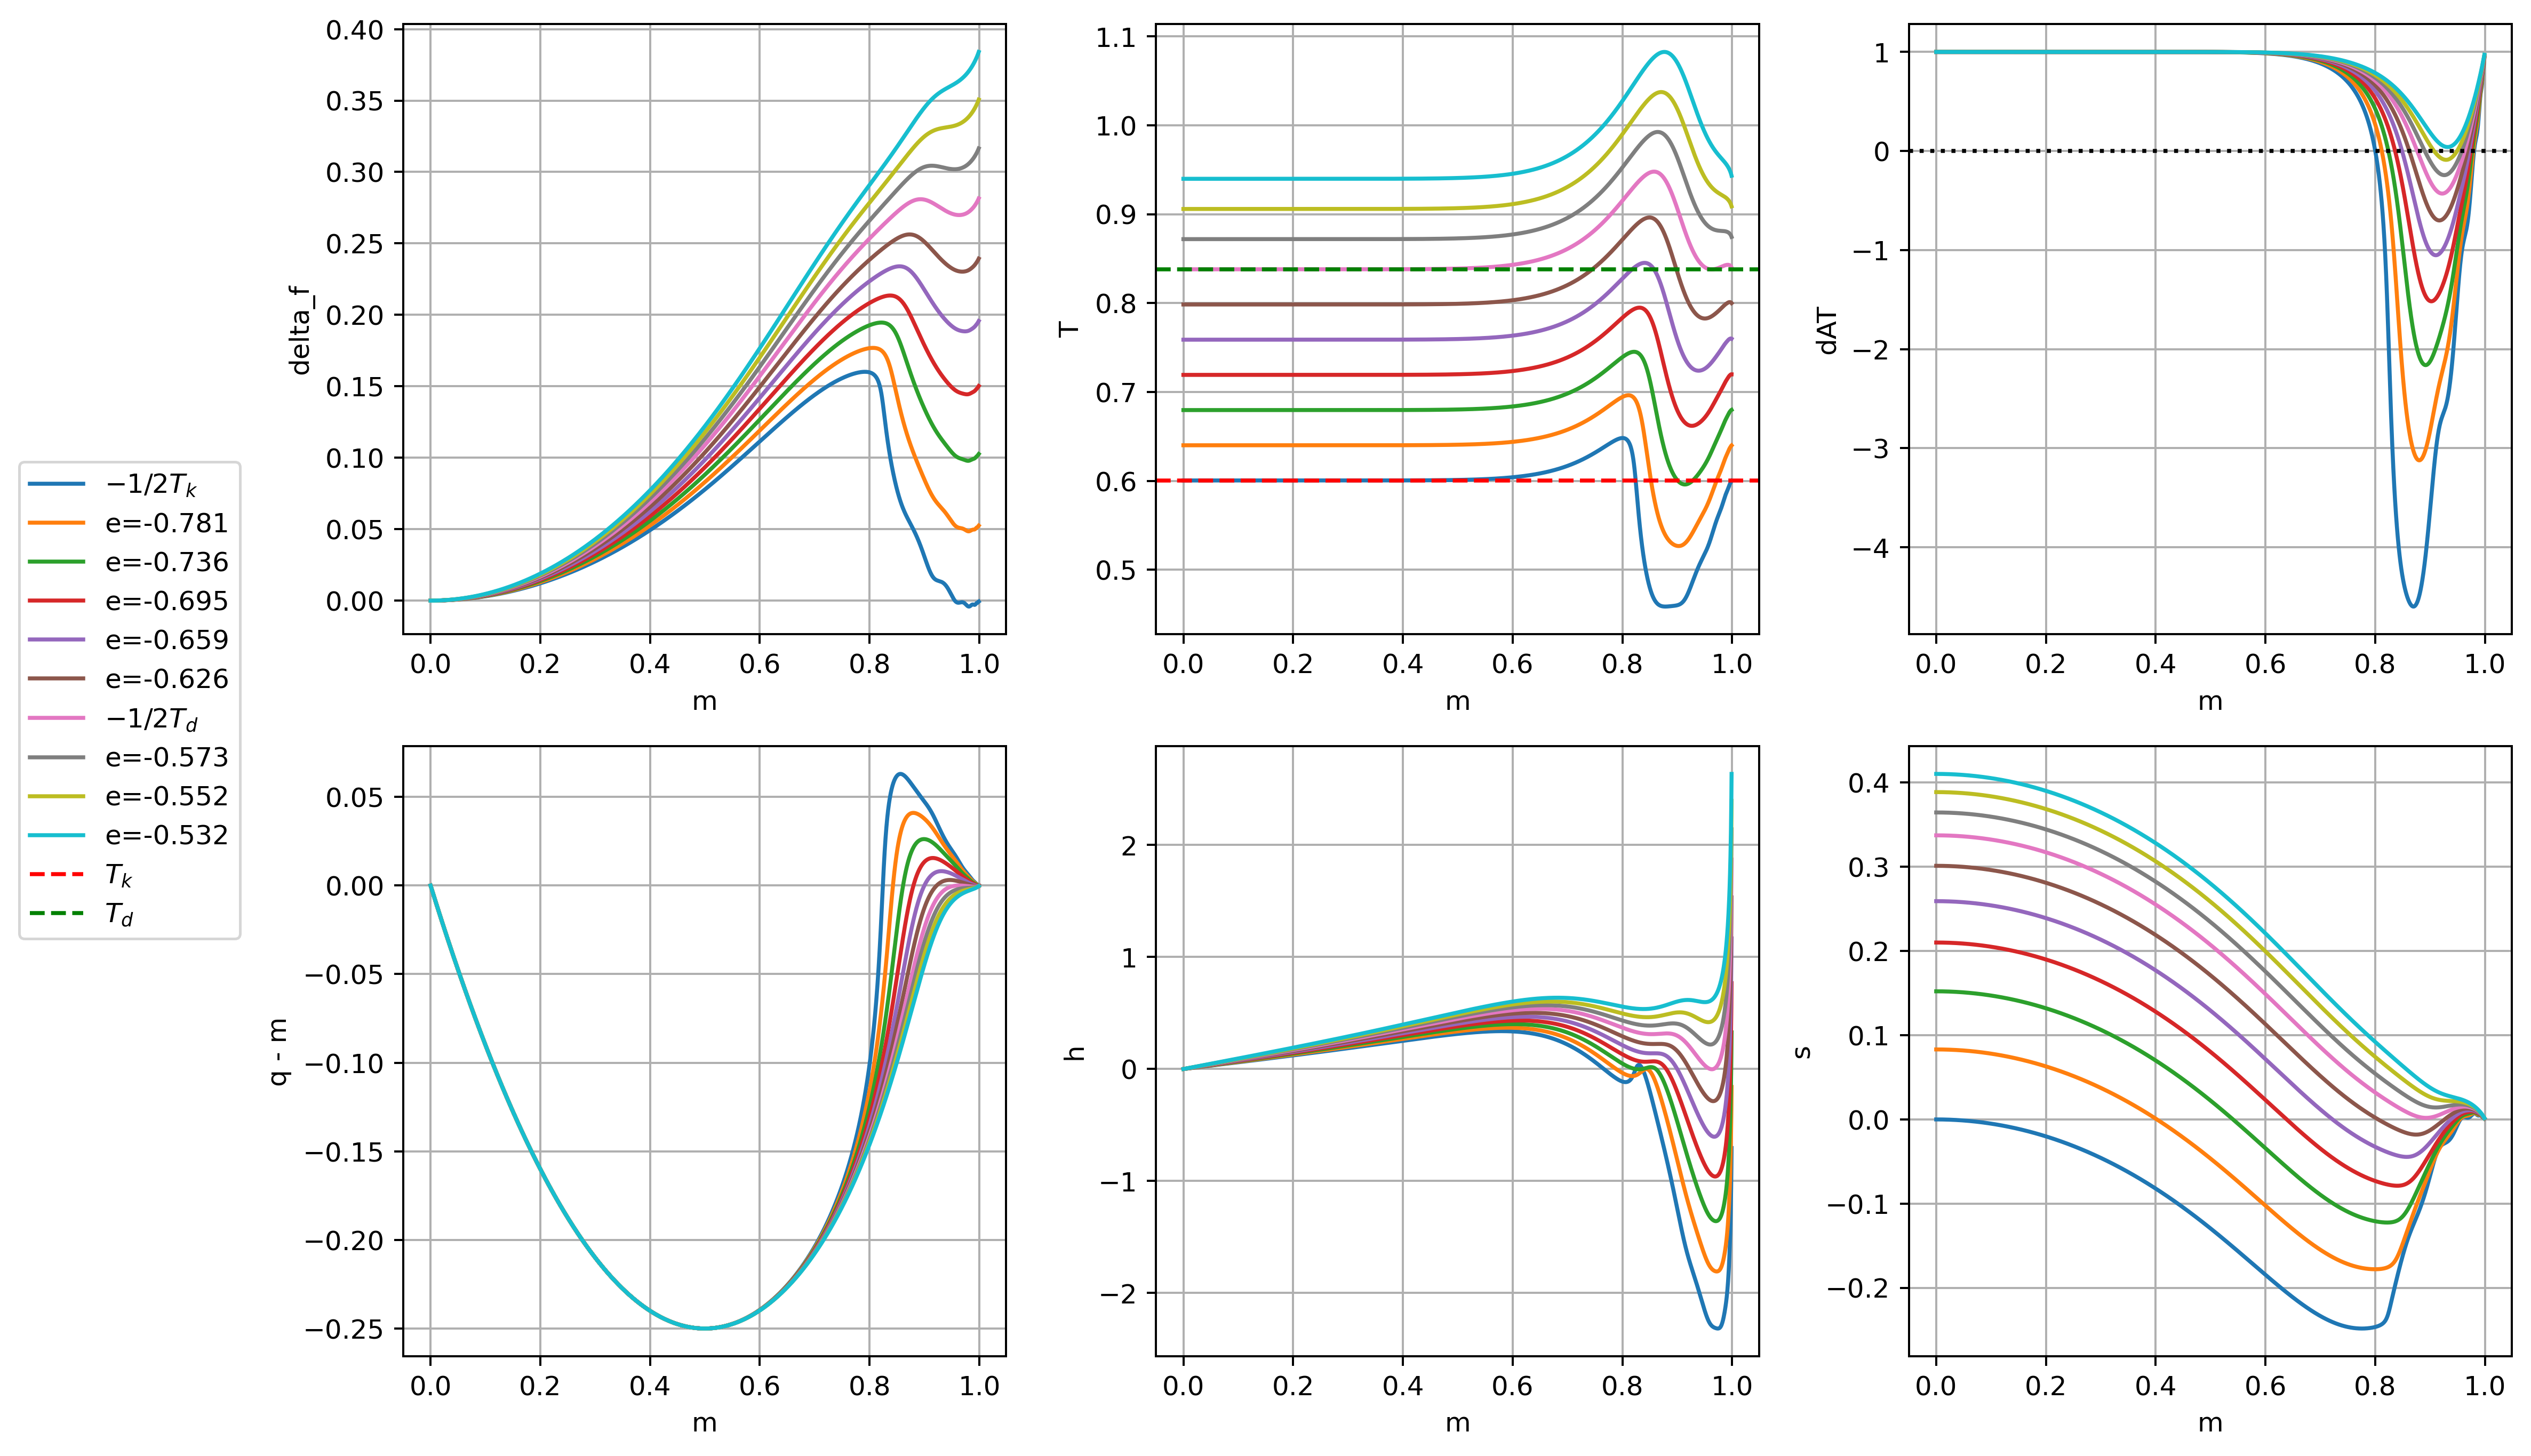 −1/2T_k
e=-0.781
e=-0.736
e=-0.695
e=-0.659
e=-0.626
−1/2T_d
e=-0.573
e=-0.552
e=-0.532
T_k
T_d
delta_f
0.40
0.35
0.30
0.25
0.20
0.15
0.10
0.05
0.00
0.0 0.2 0.4 0.6 0.8 1.0
m
T
1.1
1.0
0.9
0.8
0.7
0.6
0.5
0.0 0.2 0.4 0.6 0.8 1.0
m
dAT
1
0
−1
−2
−3
−4
0.0 0.2 0.4 0.6 0.8 1.0
m
q - m
0.05
0.00
−0.05
−0.10
−0.15
−0.20
−0.25
0.0 0.2 0.4 0.6 0.8 1.0
m
h
2
1
0
−1
−2
0.0 0.2 0.4 0.6 0.8 1.0
m
s
0.4
0.3
0.2
0.1
0.0
−0.1
−0.2
0.0 0.2 0.4 0.6 0.8 1.0
m